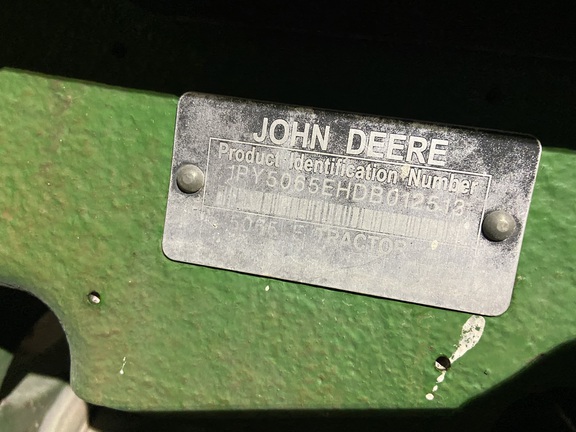 JOHN DEERE
Product Identification Number
1PY5065EHDB012513
5065 E TRACTOR